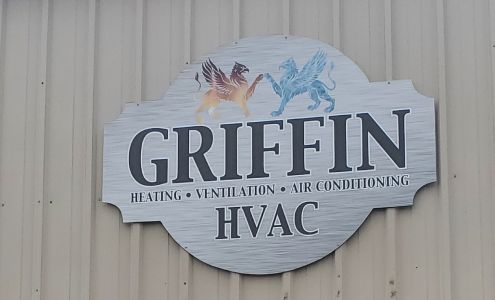 GRIFFIN
HEATING • VENTILATION • AIR CONDITIONING
HVAC